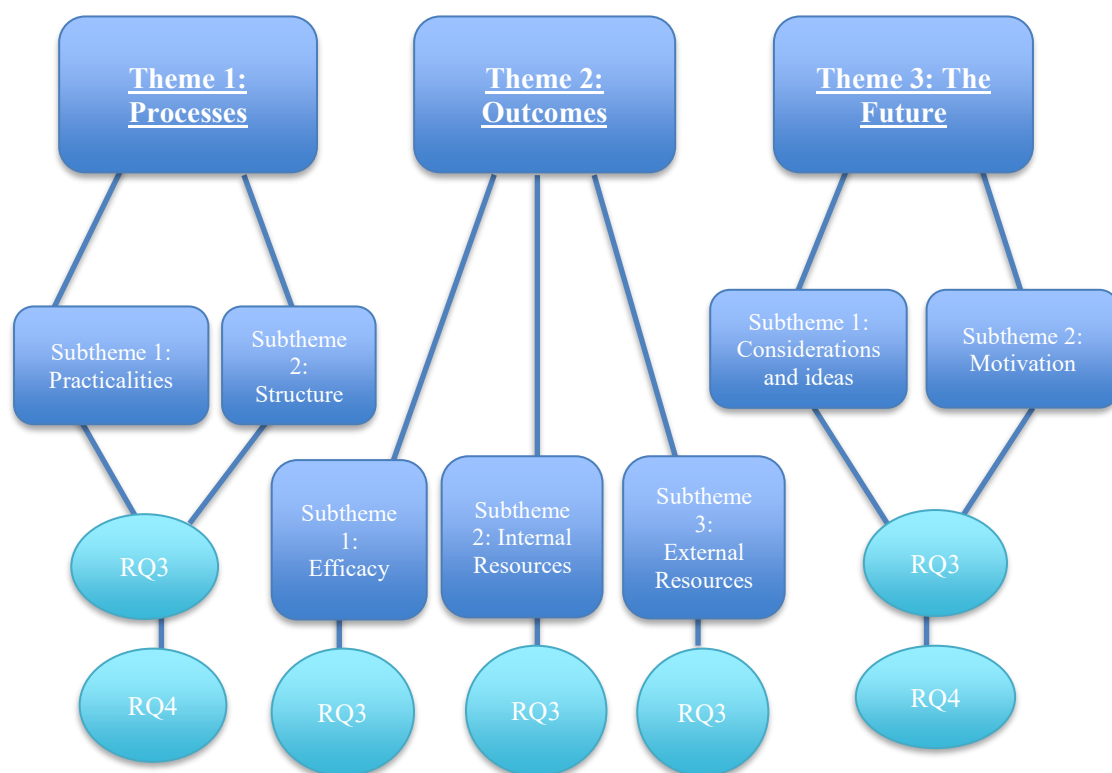 Theme 1:
Processes
Theme 2:
Outcomes
Theme 3: The
Future
Subtheme 1:
Practicalities
Subtheme
2:
Structure
Subtheme 1:
Considerations
and ideas
Subtheme 2:
Motivation
Subtheme
1:
Efficacy
Subtheme
2: Internal
Resources
Subtheme
3:
External
Resources
RQ3
RQ3
RQ4
RQ3
RQ3
RQ3
RQ4